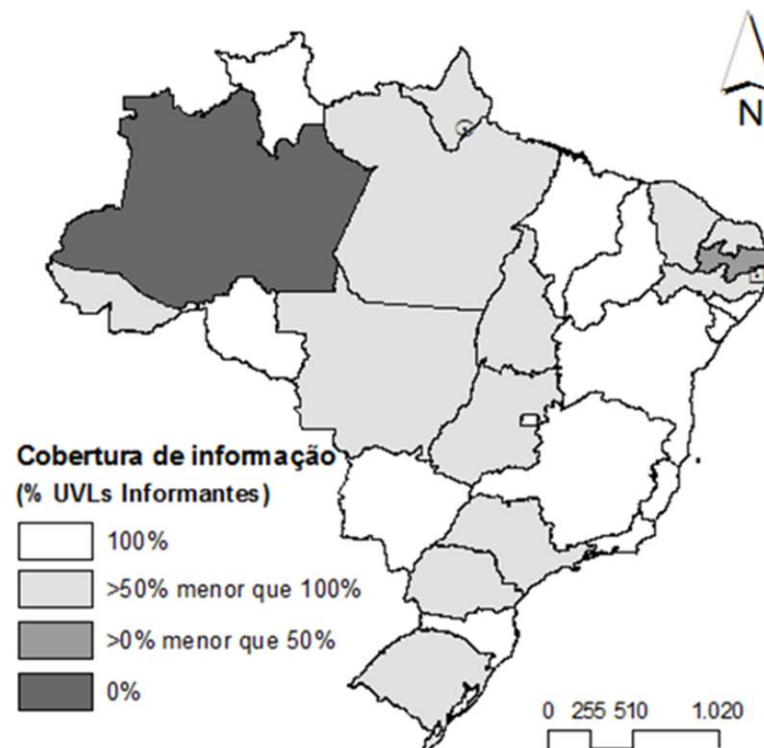 N
Cobertura de informação
(% UVLs Informantes)
100%
>50% menor que 100%
>0% menor que 50%
0%
0 255 510 1.020